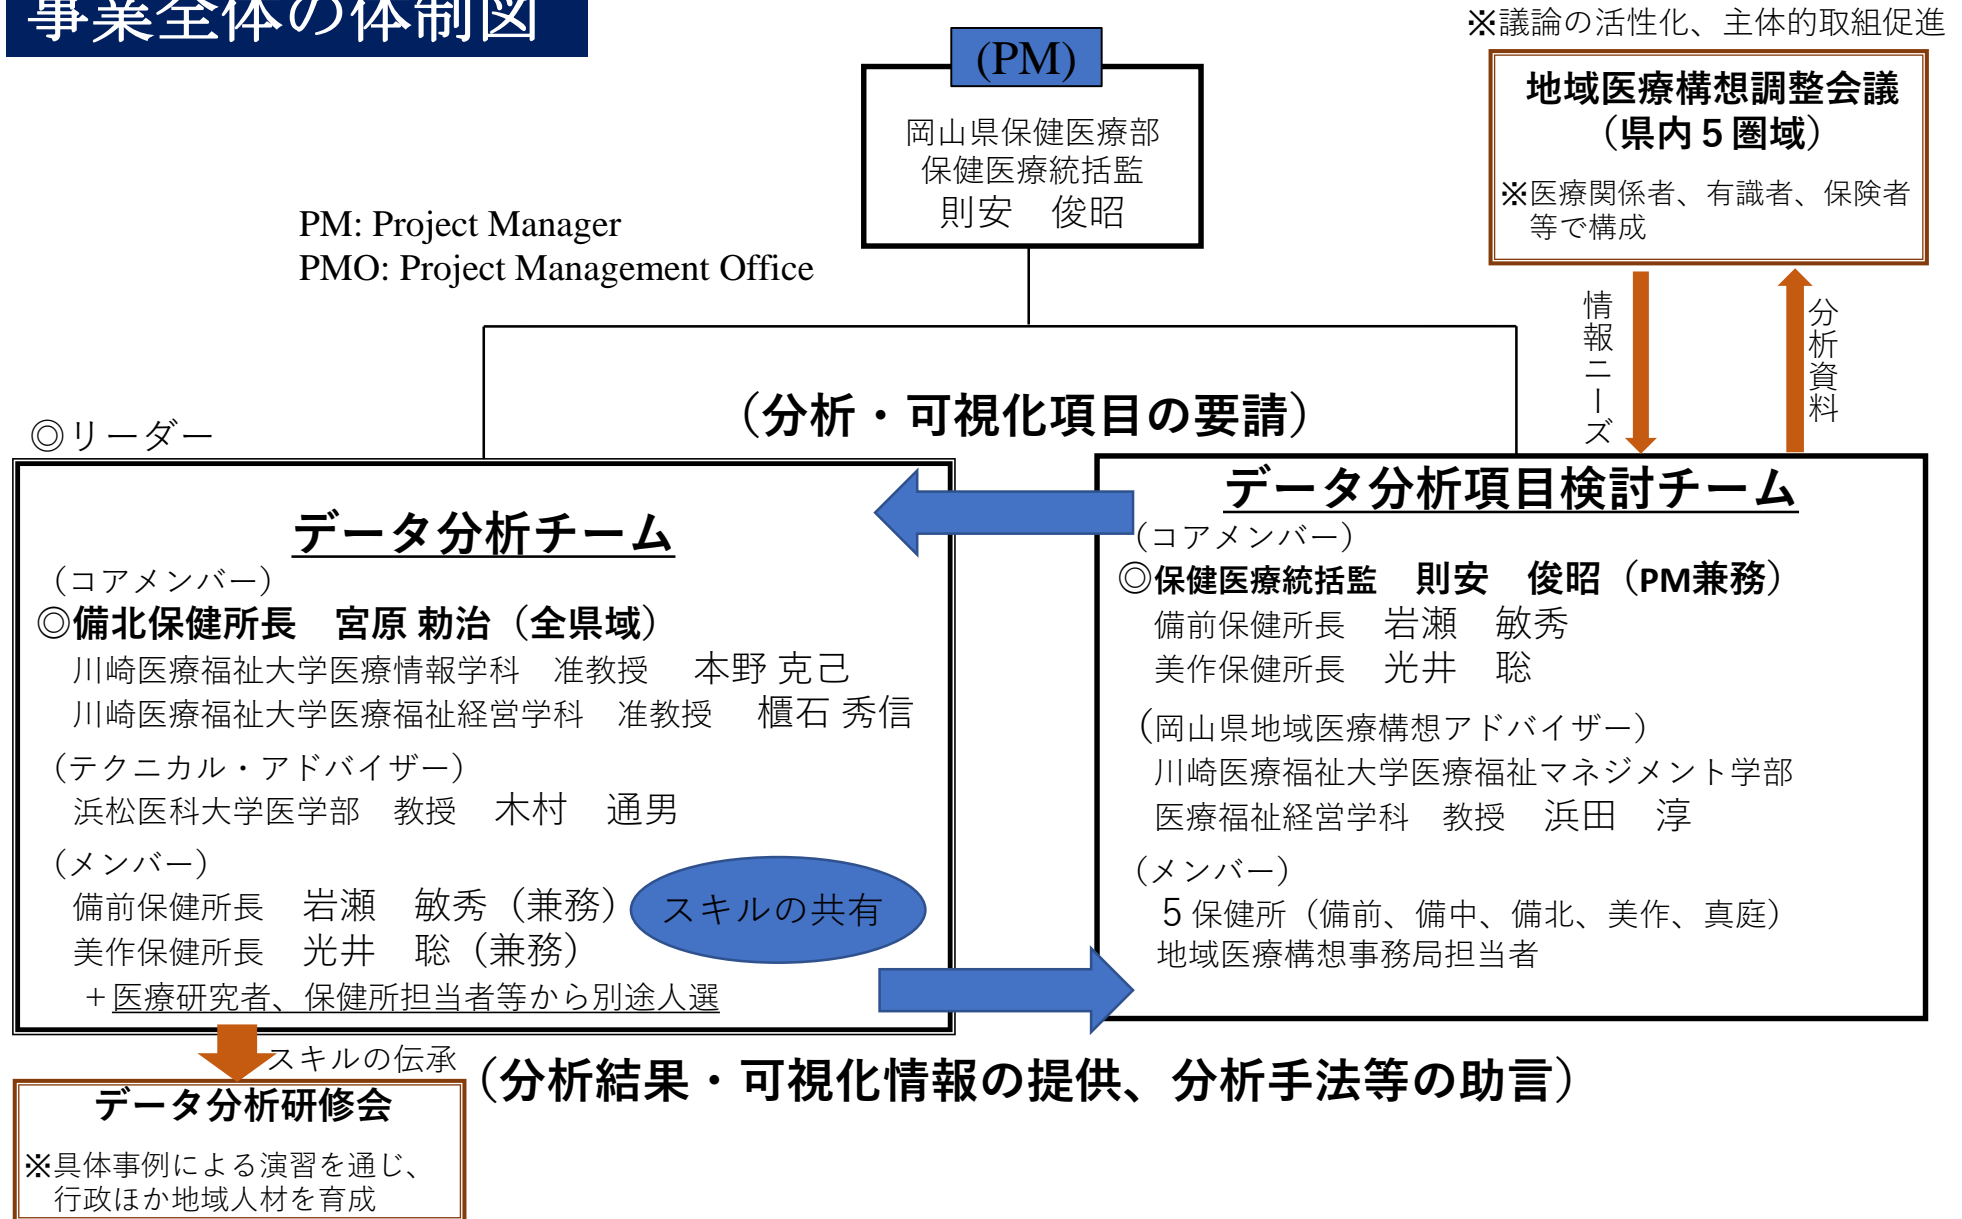 事業全体の体制図
※議論の活性化、主体的取組促進
(PM)
岡山県保健医療部
保健医療統括監
則安　俊昭
地域医療構想調整会議
（県内５圏域）
※医療関係者、有識者、保険者
等で構成
PM: Project Manager
PMO: Project Management Office
情報ニーズ
分析資料
（分析・可視化項目の要請）
◎リーダー
データ分析チーム
（コアメンバー）
◎備北保健所長　宮原 勅治（全県域）
川崎医療福祉大学医療情報学科　准教授　本野 克己
川崎医療福祉大学医療福祉経営学科　准教授　櫃石 秀信
（テクニカル・アドバイザー）
浜松医科大学医学部　教授　木村　通男
（メンバー）
備前保健所長　岩瀬　敏秀（兼務）
美作保健所長　光井　聡（兼務）
＋医療研究者、保健所担当者等から別途人選
スキルの共有
データ分析項目検討チーム
（コアメンバー）
◎保健医療統括監　則安　俊昭（PM兼務）
備前保健所長　岩瀬　敏秀
美作保健所長　光井　聡
（岡山県地域医療構想アドバイザー）
川崎医療福祉大学医療福祉マネジメント学部
医療福祉経営学科　教授　浜田　淳
（メンバー）
５保健所（備前、備中、備北、美作、真庭）
地域医療構想事務局担当者
スキルの伝承
（分析結果・可視化情報の提供、分析手法等の助言）
データ分析研修会
※具体事例による演習を通じ、
行政ほか地域人材を育成